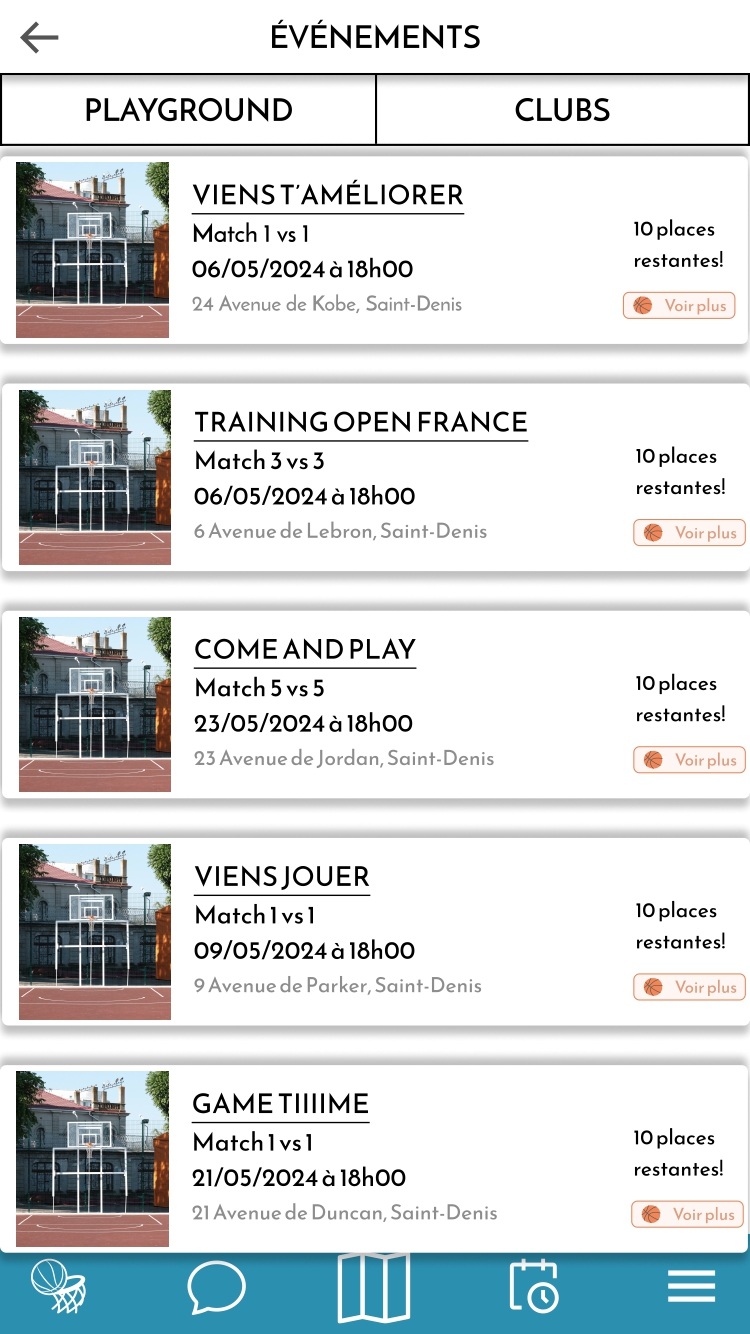 ÉVÉNEMENTS
PLAYGROUND
CLUBS
VIENS T'AMÉLIORER
Match 1 vs 1
06/05/2024 à 18h00
24 Avenue de Kobe, Saint-Denis
10 places
restantes!
Voir plus
TRAINING OPEN FRANCE
Match 3 vs 3
06/05/2024 à 18h00
6 Avenue de Lebron, Saint-Denis
10 places
restantes!
Voir plus
COME AND PLAY
Match 5 vs 5
23/05/2024 à 18h00
23 Avenue de Jordan, Saint-Denis
10 places
restantes!
Voir plus
VIENS JOUER
Match 1 vs 1
09/05/2024 à 18h00
9 Avenue de Parker, Saint-Denis
10 places
restantes!
Voir plus
GAME TIIIIME
Match 1 vs 1
21/05/2024 à 18h00
21 Avenue de Duncan, Saint-Denis
10 places
restantes!
Voir plus